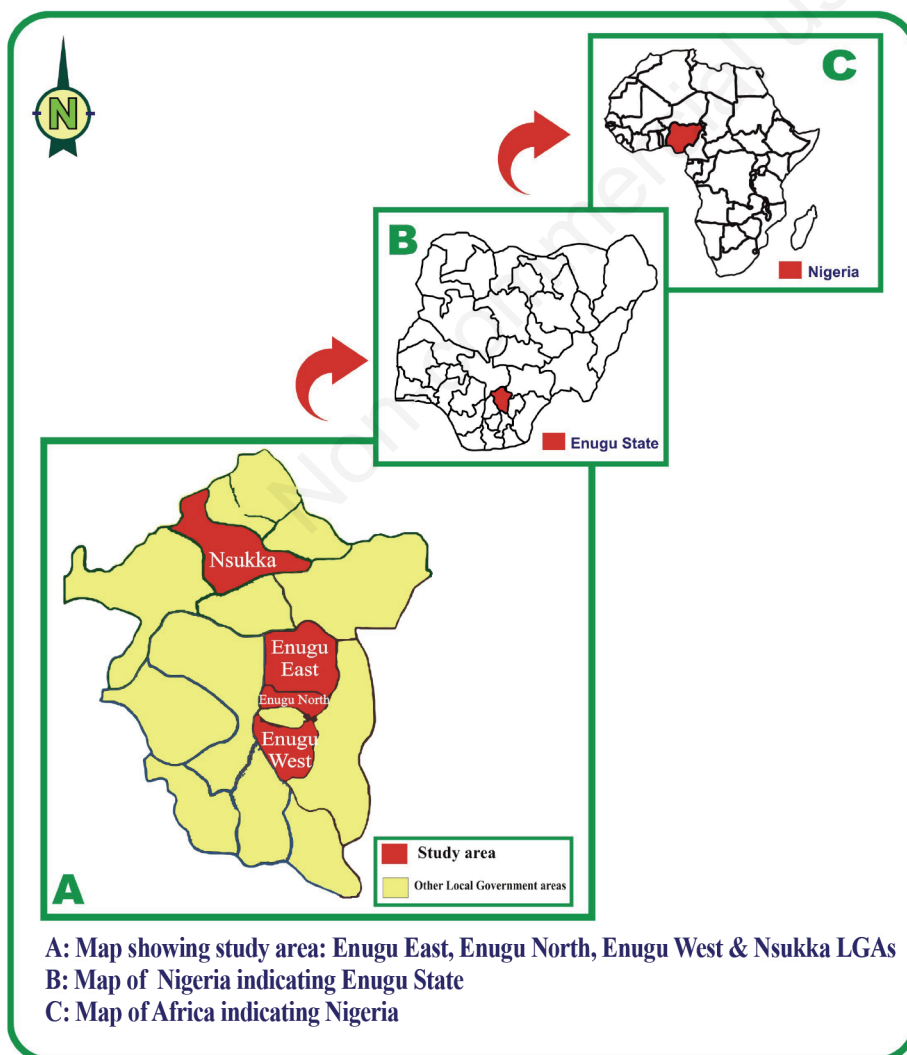 N
C
Nigeria
B
Enugu State
Nsukka
Enugu
East
Enugu North
Enugu
West
Study area
Other Local Government areas
A
A: Map showing study area: Enugu East, Enugu North, Enugu West & Nsukka LGAs
B: Map of Nigeria indicating Enugu State
C: Map of Africa indicating Nigeria